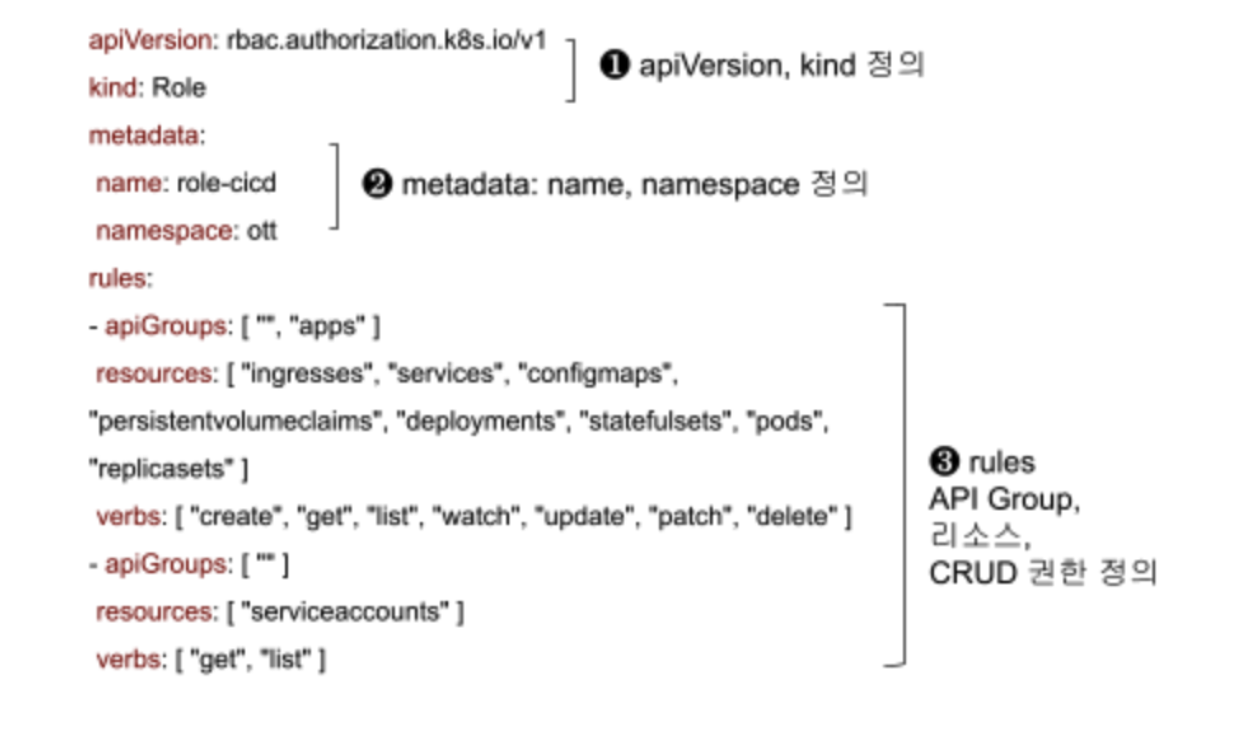 apiVersion: rbac.authorization.k8s.io/v1
kind: Role
❶ apiVersion, kind 정의
metadata:
name: role-cicd
namespace: ott
❷ metadata: name, namespace 정의
rules:
- apiGroups: [ "", "apps" ]
resources: [ "ingresses", "services", "configmaps",
"persistentvolumeclaims", "deployments", "statefulsets", "pods",
"replicasets" ]
verbs: [ "create", "get", "list", "watch", "update", "patch", "delete" ]
- apiGroups: [ "" ]
resources: [ "serviceaccounts" ]
verbs: [ "get", "list" ]
❸ rules
API Group,
리소스,
CRUD 권한 정의